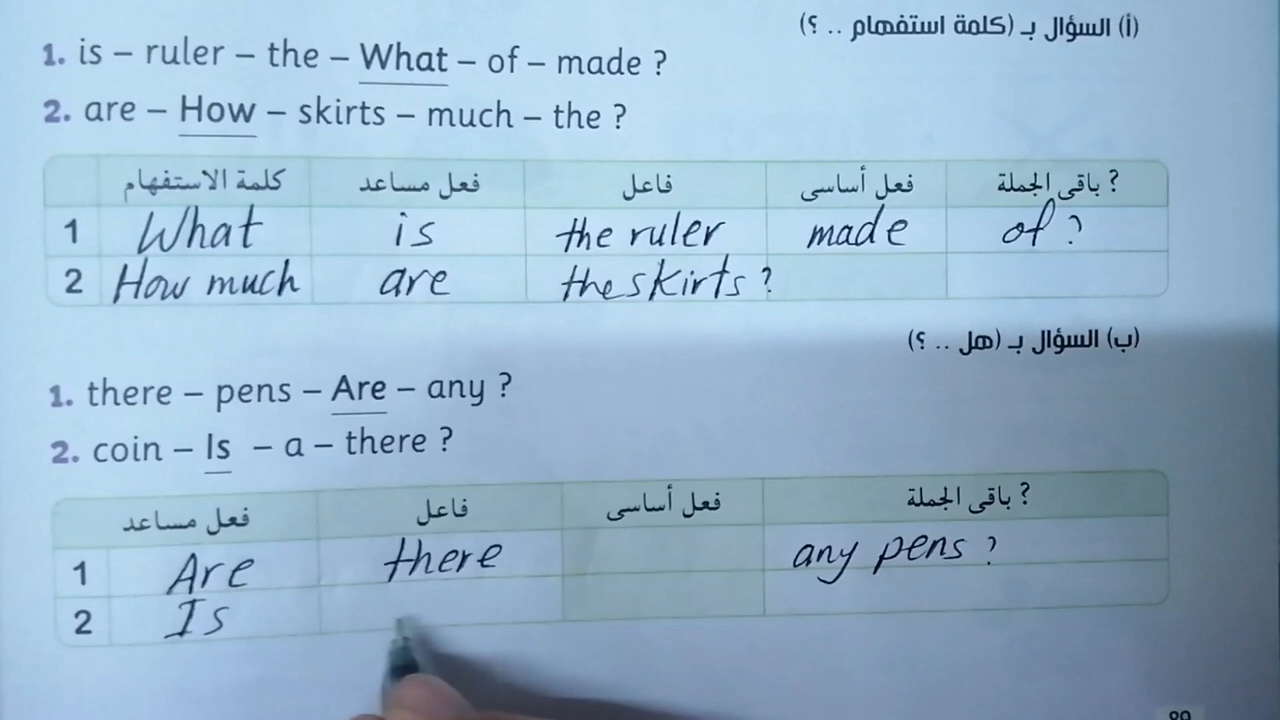 (أ) السؤال بـ (كلمة استفهام .. ؟)
1. is – ruler – the – What – of – made ?
2. are – How – skirts – much – the ?
كلمة الاستفهام فعل مساعد فاعل فعل أساسى باقى الجملة ?
1 What is the ruler made of ?
2 How much are the skirts ?
(ب) السؤال بـ (هل .. ؟)
1. there – pens – Are – any ?
2. coin – Is – a – there ?
فعل مساعد فاعل فعل أساسى باقى الجملة ?
1 Are there any pens ?
2 Is